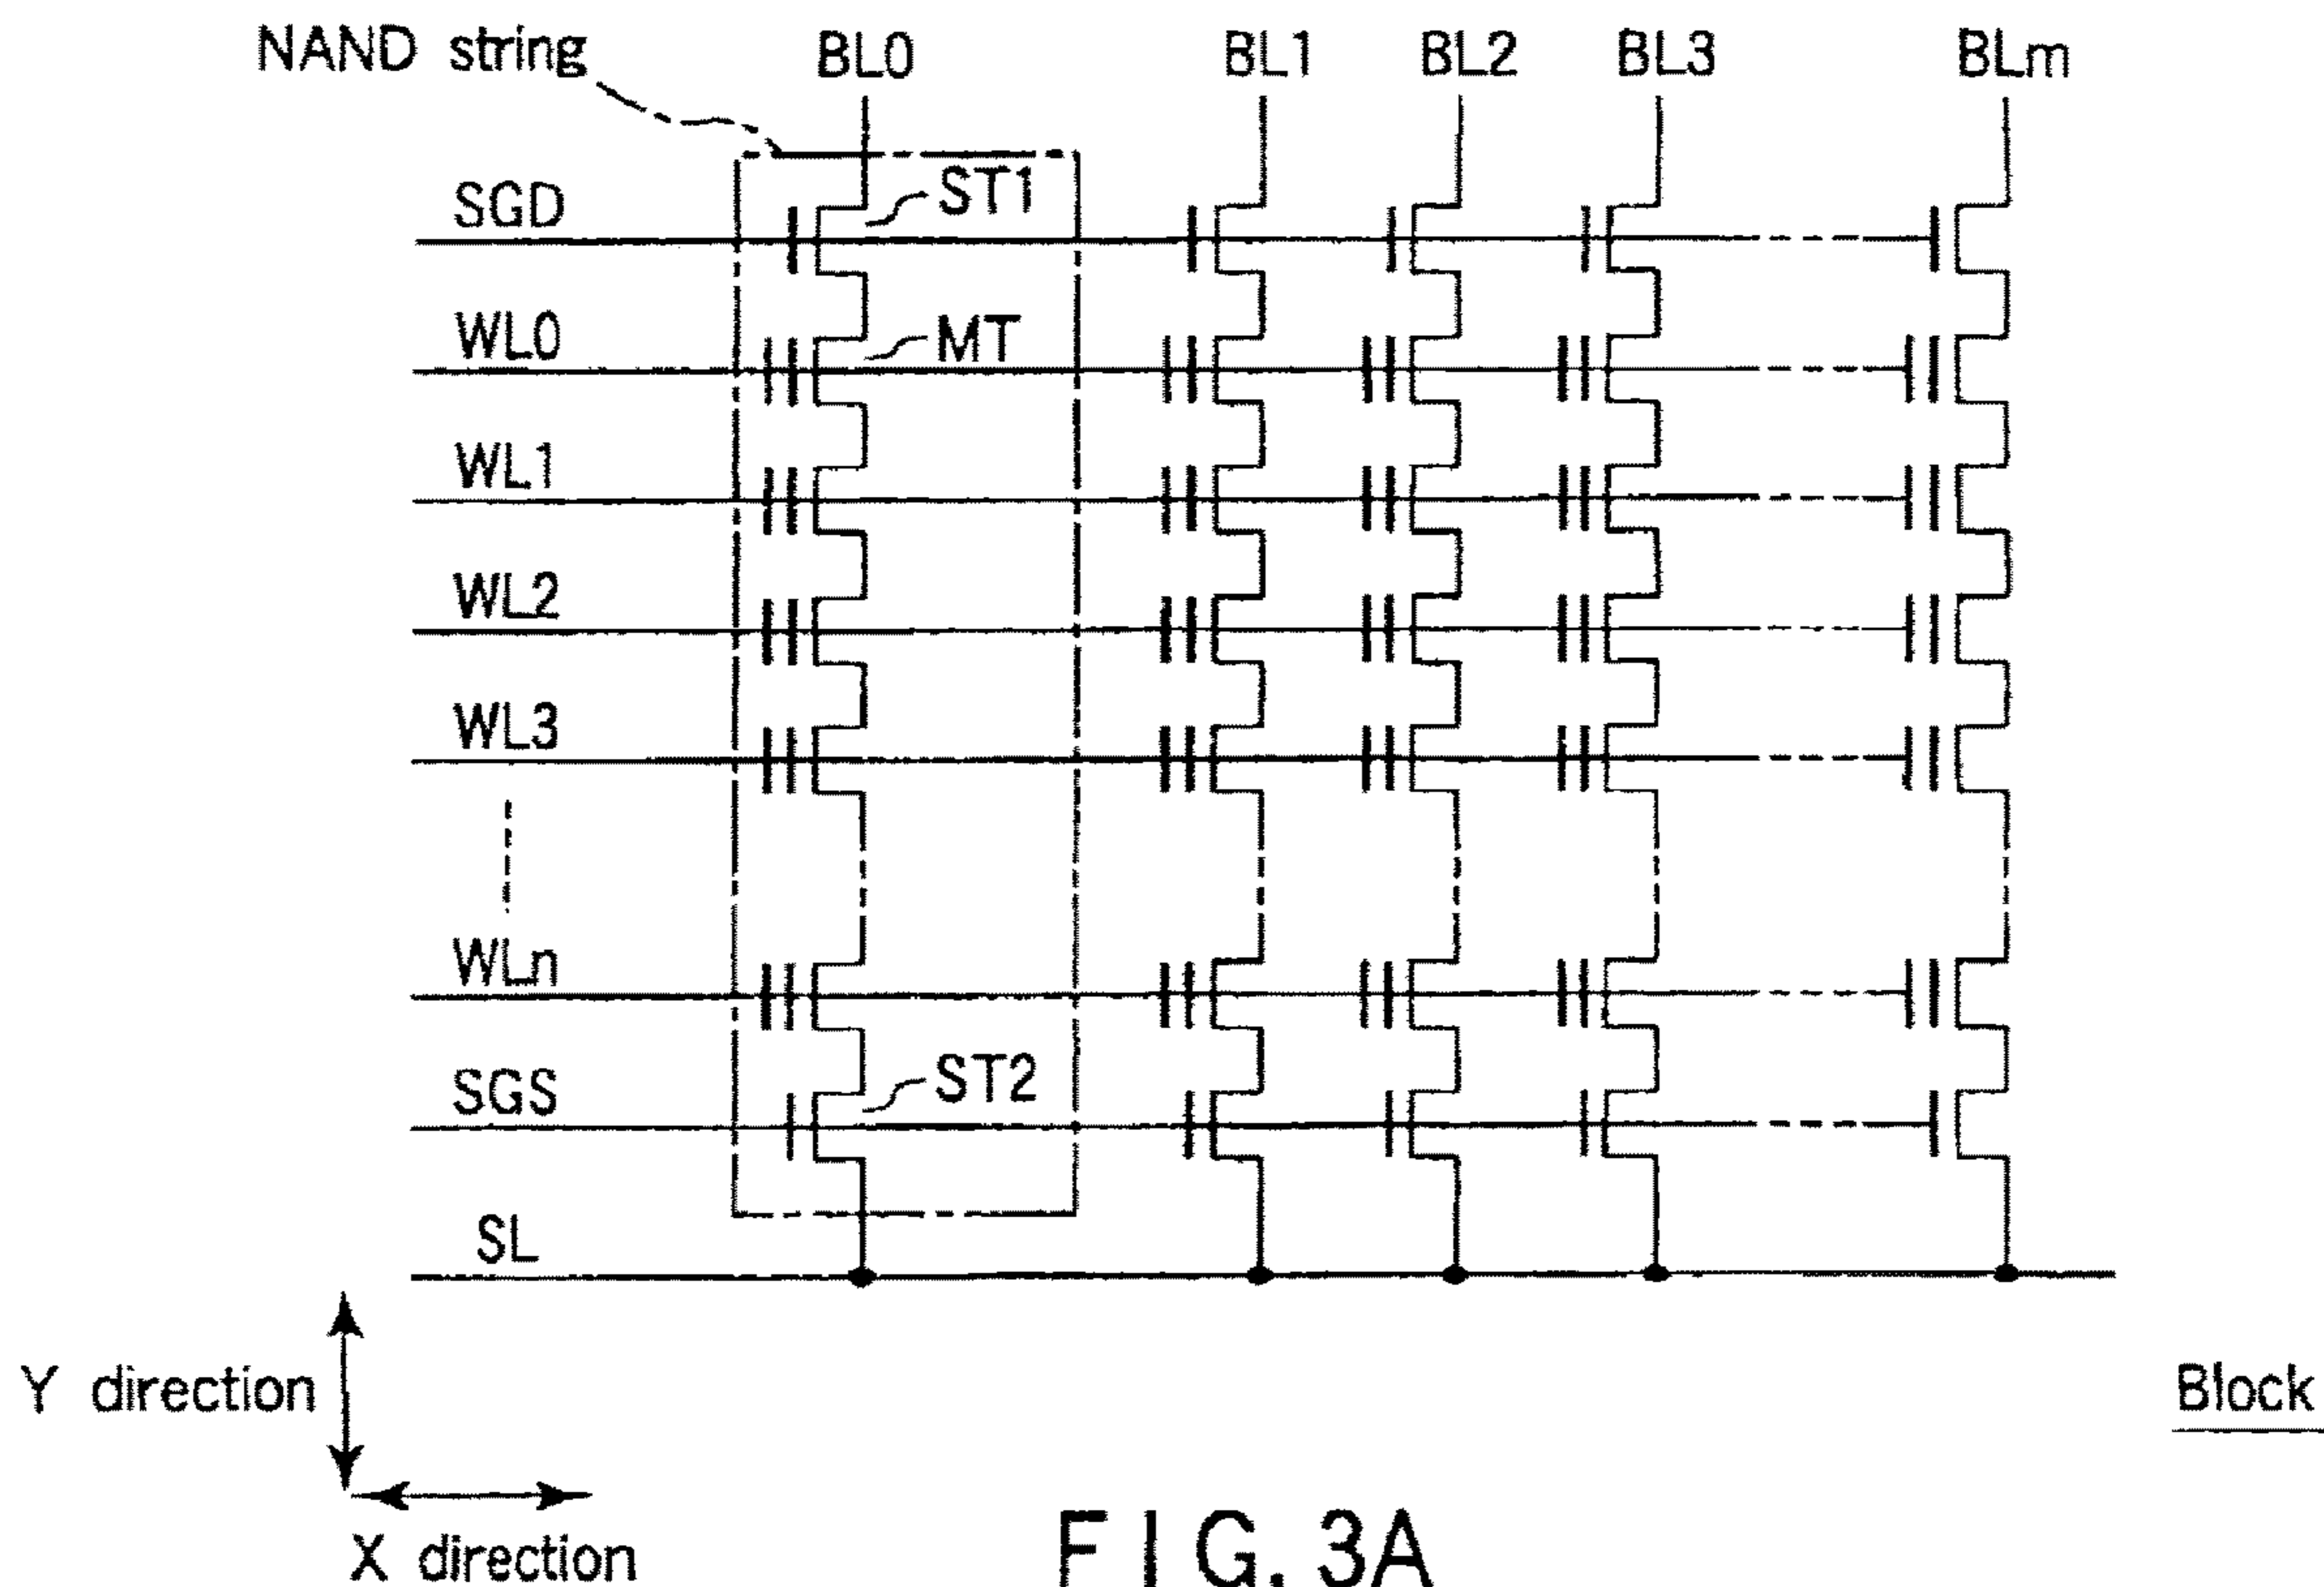 NAND string
BL0
BL1
BL2
BL3
BLm
SGD
ST1
WL0
MT
WL1
WL2
WL3
WLn
SGS
ST2
SL
Y direction
X direction
Block
FIG. 3A